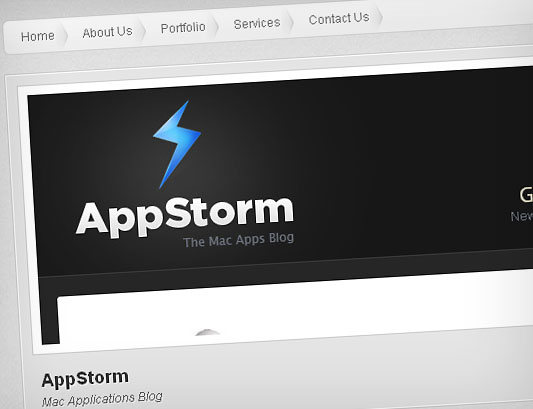 Home About Us Portfolio Services Contact Us
AppStorm
The Mac Apps Blog
AppStorm
Mac Applications Blog